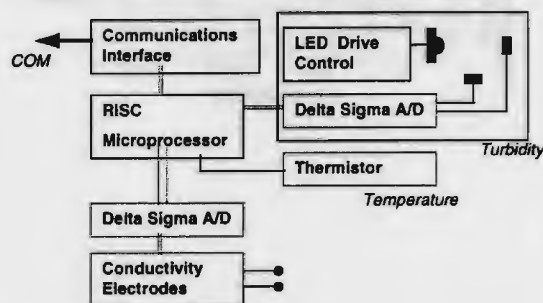 Communications
Interface
COM
LED Drive
Control
RISC
Microprocessor
Delta Sigma A/D
Turbidity
Thermistor
Temperature
Delta Sigma A/D
Conductivity
Electrodes